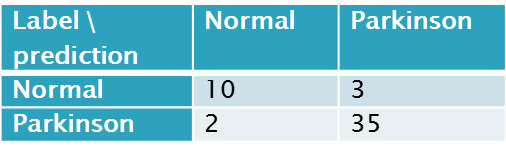 Label \ Normal Parkinson
prediction
Normal 10 3
Parkinson 2 35